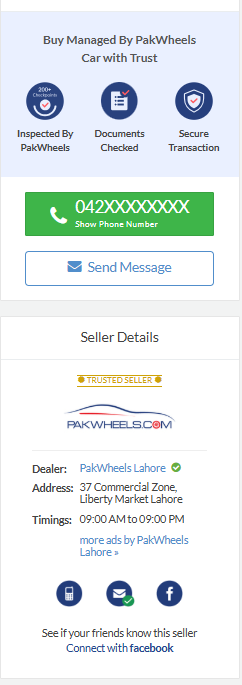 Buy Managed By PakWheels
Car with Trust
200+
Checkpoints
Inspected By
PakWheels
Documents
Checked
Secure
Transaction
042XXXXXXXX
Show Phone Number
Send Message
Seller Details
TRUSTED SELLER
PAKWHEELS.COM
Dealer: PakWheels Lahore
Address: 37 Commercial Zone,
Liberty Market Lahore
Timings: 09:00 AM to 09:00 PM
more ads by PakWheels
Lahore »
See if your friends know this seller
Connect with facebook